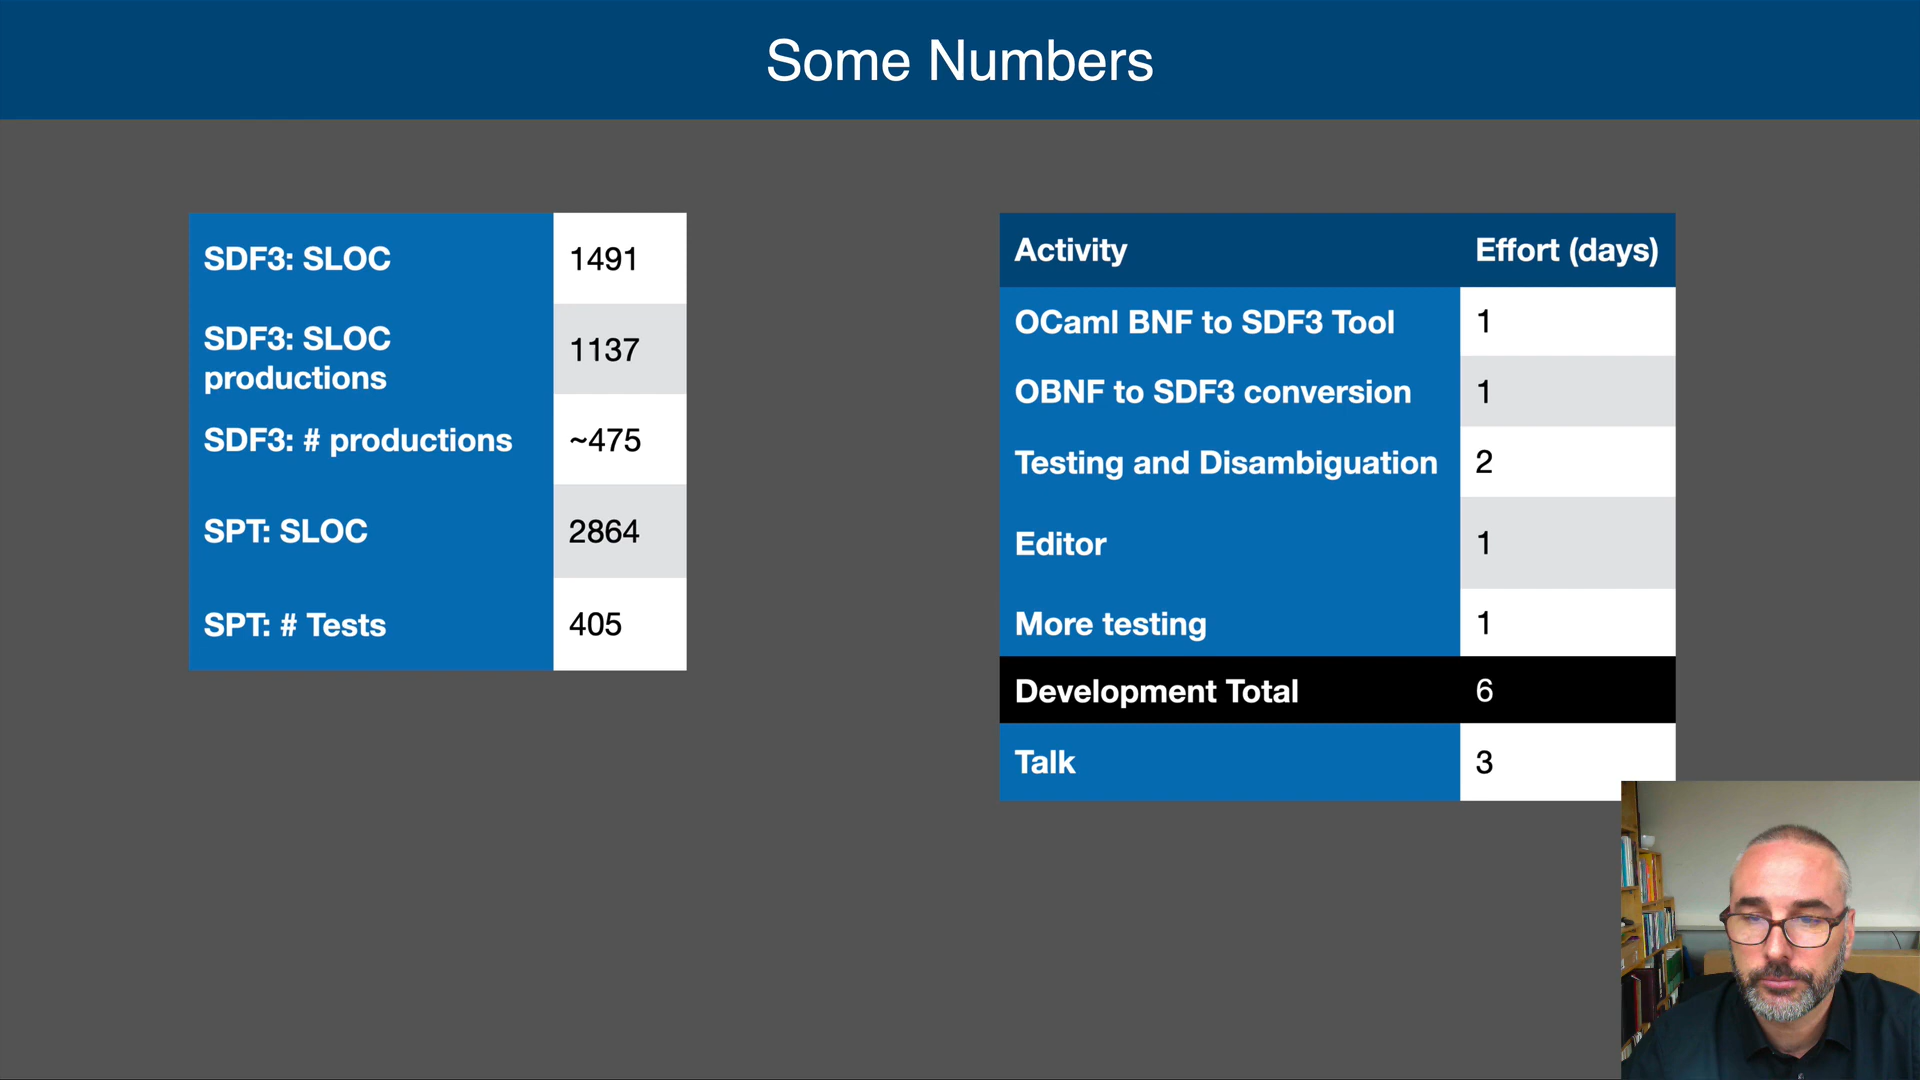 Some Numbers
SDF3: SLOC 1491
SDF3: SLOC
productions 1137
SDF3: # productions ~475
SPT: SLOC 2864
SPT: # Tests 405
Activity Effort (days)
OCaml BNF to SDF3 Tool 1
OBNF to SDF3 conversion 1
Testing and Disambiguation 2
Editor 1
More testing 1
Development Total 6
Talk 3